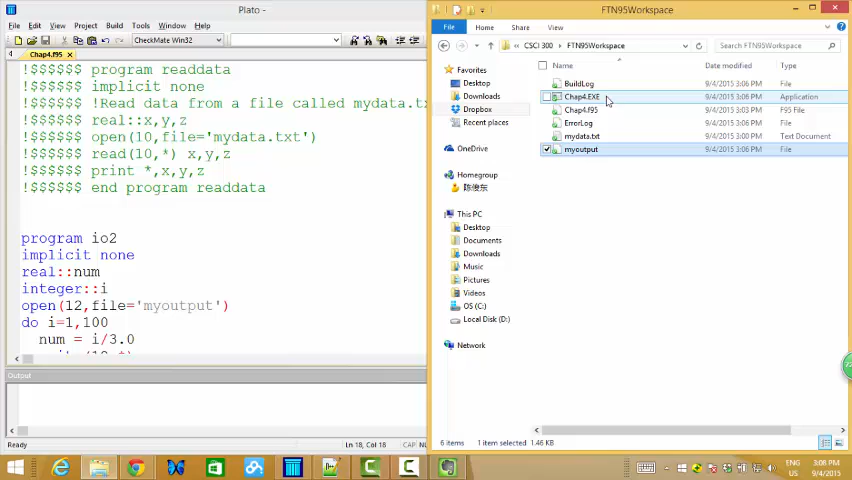 Plato -
File Edit View Project Build Tools Window Help
CheckMate Win32
Chap4.f95 ×
!$$$$$$ program readdata
!$$$$$$ implicit none
!$$$$$$ !Read data from a file called mydata.tx
!$$$$$$ real::x,y,z
!$$$$$$ open(10,file='mydata.txt')
!$$$$$$ read(10,*) x,y,z
!$$$$$$ print *,x,y,z
!$$$$$$ end program readdata
program io2
implicit none
real::num
integer::i
open(12,file='myoutput')
do i=1,100
num = i/3.0
Output
Ready
Ln 18, Col 18
CAP
FTN95Workspace
File Home Share View
CSCI 300 FTN95Workspace
Search FTN95Workspace
Name Date modified Type
BuildLog 9/4/2015 3:06 PM File
Chap4.EXE 9/4/2015 3:06 PM Application
Chap4.f95 9/4/2015 3:03 PM F95 File
ErrorLog 9/4/2015 3:06 PM File
mydata.txt 9/4/2015 3:00 PM Text Document
myoutput 9/4/2015 3:06 PM File
Favorites
Desktop
Downloads
Dropbox
Recent places
OneDrive
Homegroup
陈俊东
This PC
Desktop
Documents
Downloads
Music
Pictures
Videos
OS (C:)
Local Disk (D:)
Network
6 items 1 item selected 1.46 KB
ENG
US
3:08 PM
9/4/2015